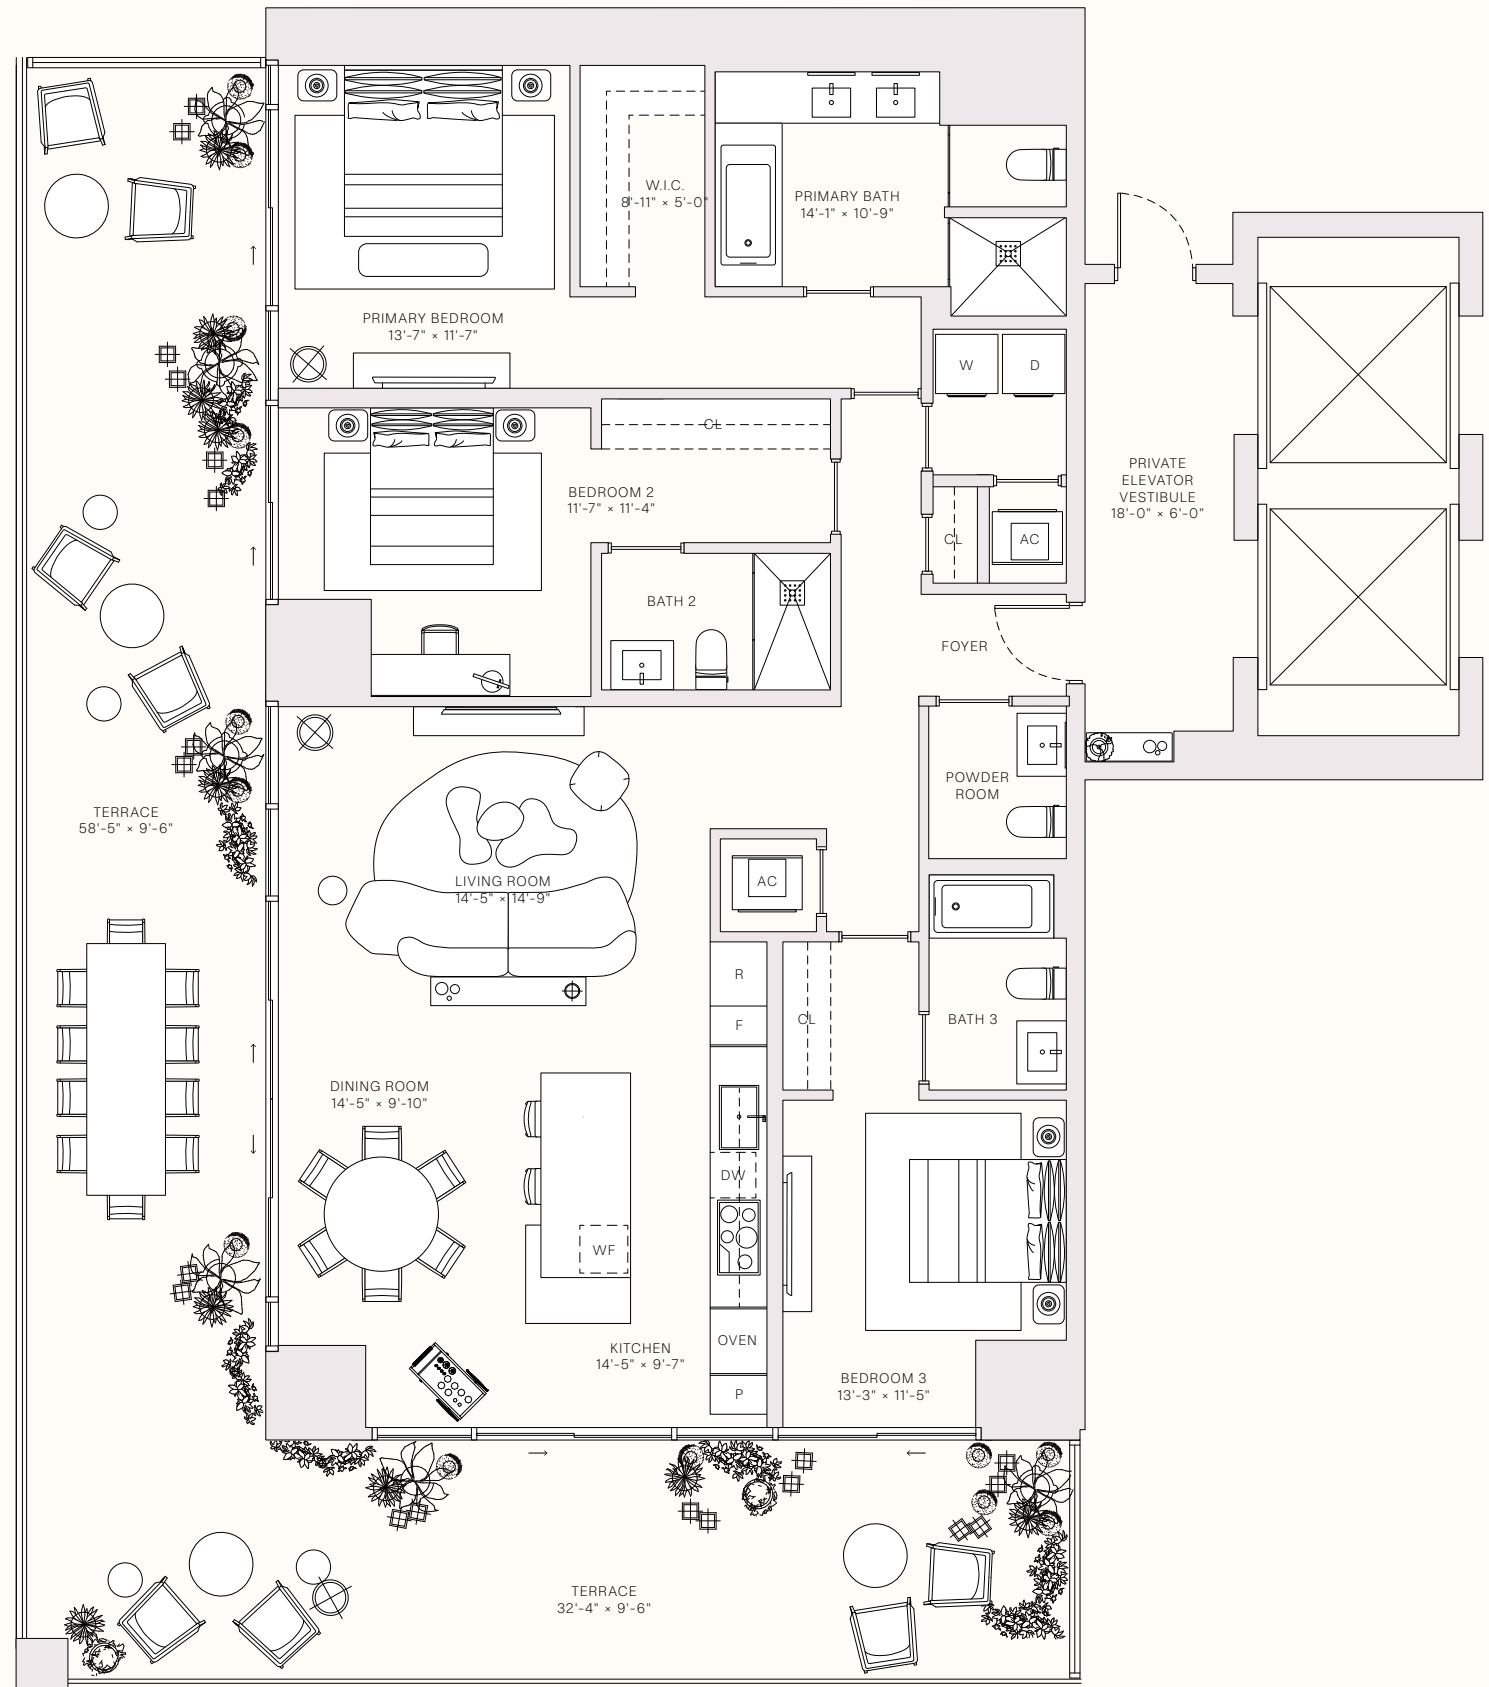 W.I.C.
8'-11" × 5'-0"
PRIMARY BATH
14'-1" × 10'-9"
PRIMARY BEDROOM
13'-7" × 11'-7"
W
D
CL
BEDROOM 2
11'-7" × 11'-4"
PRIVATE
ELEVATOR
VESTIBULE
18'-0" × 6'-0"
CL
AC
BATH 2
FOYER
POWDER
ROOM
TERRACE
58'-5" × 9'-6"
LIVING ROOM
14'-5" × 14'-9"
AC
R
F
CL
BATH 3
DINING ROOM
14'-5" × 9'-10"
DW
WF
OVEN
KITCHEN
14'-5" × 9'-7"
P
BEDROOM 3
13'-3" × 11'-5"
TERRACE
32'-4" × 9'-6"